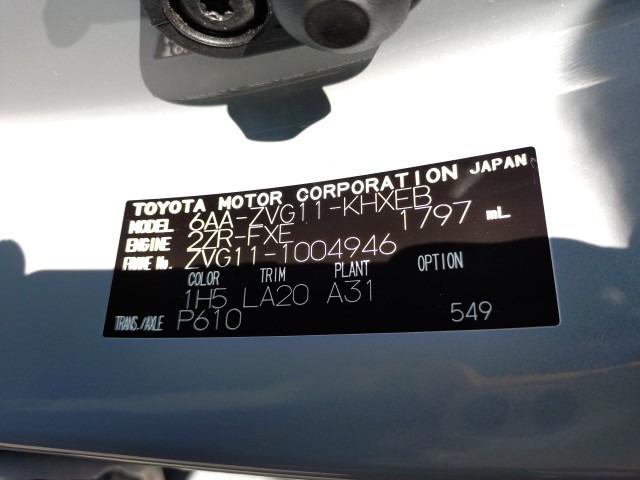 TOYOTA MOTOR CORPORATION JAPAN
MODEL 6AA-ZVG11-KHXEB
ENGINE 2ZR-FXE 1797 mL
FRAME No. ZVG11-1004946
COLOR TRIM PLANT OPTION
1H5 LA20 A31
TRANS./AXLE P610 549